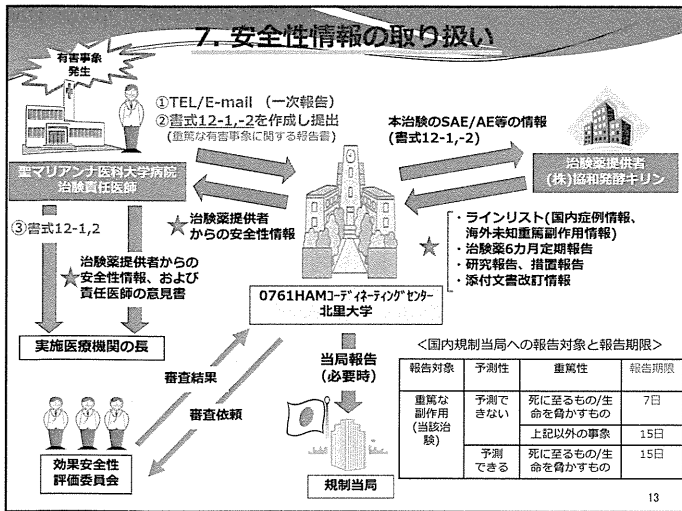 7. 安全性情報の取り扱い
有害事象
発生
①TEL/E-mail （一次報告）
②書式12-1,-2を作成し提出
(重篤な有害事象に関する報告書)
本治験のSAE/AE等の情報
(書式12-1,-2)
聖マリアンナ医科大学病院
治験責任医師
治験薬提供者
(株)協和発酵キリン
③書式12-1,2
★治験薬提供者
からの安全性情報
★
・ラインリスト(国内症例情報、
海外未知重篤副作用情報)
・治験薬6カ月定期報告
・研究報告、措置報告
・添付文書改訂情報
★治験薬提供者からの
安全性情報、および
責任医師の意見書
0761HAMコーディネーティングセンター
北里大学
実施医療機関の長
審査結果
審査依頼
当局報告
(必要時)
効果安全性
評価委員会
規制当局
＜国内規制当局への報告対象と報告期限＞
報告対象 予測性 重篤性 報告期限
重篤な
副作用
(当該治
験)
予測で
きない
死に至るもの/生
命を脅かすもの
7日
上記以外の事象 15日
予測
できる
死に至るもの/生
命を脅かすもの
15日
13